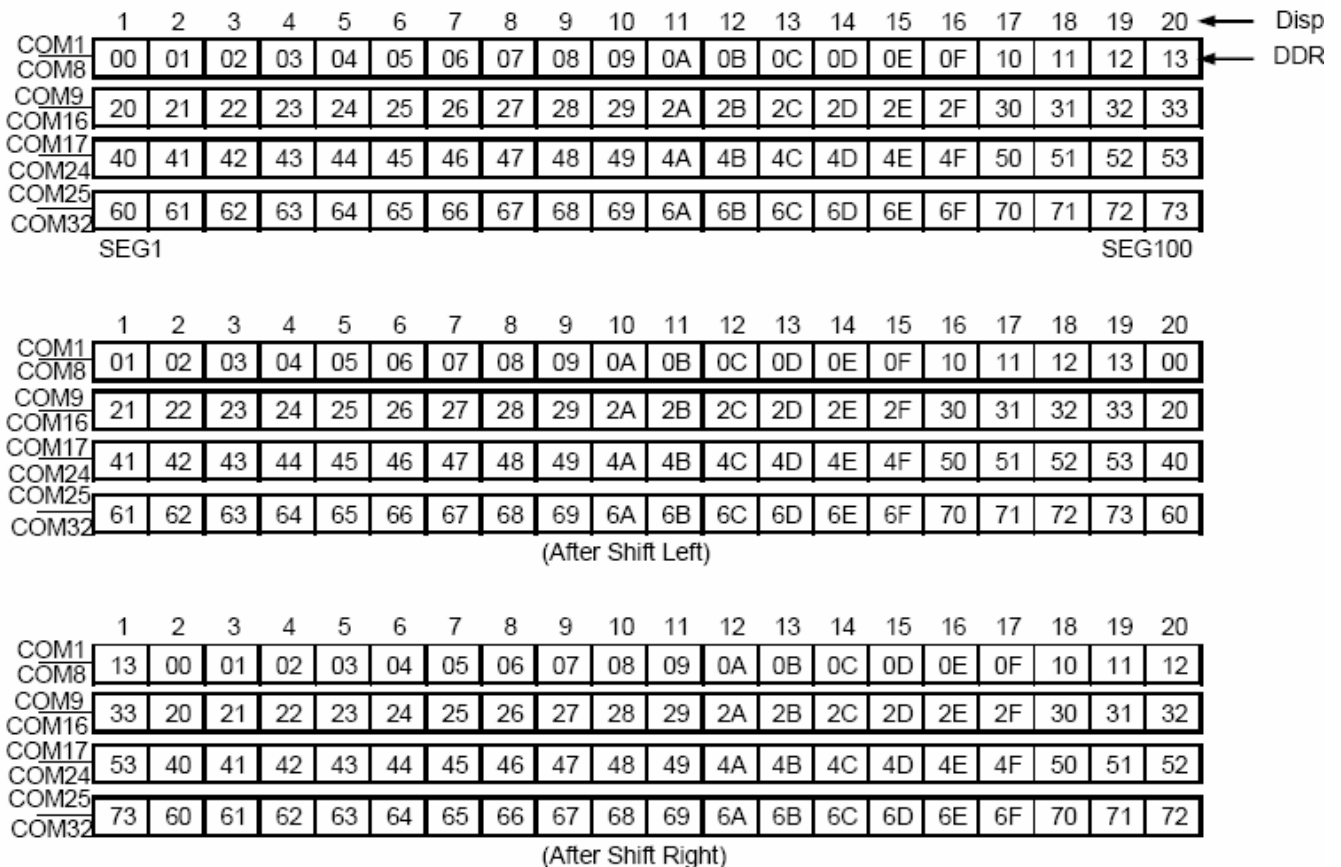 1 2 3 4 5 6 7 8 9 10 11 12 13 14 15 16 17 18 19 20 Disp
COM1
COM8
00 01 02 03 04 05 06 07 08 09 0A 0B 0C 0D 0E 0F 10 11 12 13 DDR
COM9
COM16
20 21 22 23 24 25 26 27 28 29 2A 2B 2C 2D 2E 2F 30 31 32 33
COM17
COM24
40 41 42 43 44 45 46 47 48 49 4A 4B 4C 4D 4E 4F 50 51 52 53
COM25
COM32
60 61 62 63 64 65 66 67 68 69 6A 6B 6C 6D 6E 6F 70 71 72 73
SEG1 SEG100
1 2 3 4 5 6 7 8 9 10 11 12 13 14 15 16 17 18 19 20
COM1
COM8
01 02 03 04 05 06 07 08 09 0A 0B 0C 0D 0E 0F 10 11 12 13 00
COM9
COM16
21 22 23 24 25 26 27 28 29 2A 2B 2C 2D 2E 2F 30 31 32 33 20
COM17
COM24
41 42 43 44 45 46 47 48 49 4A 4B 4C 4D 4E 4F 50 51 52 53 40
COM25
COM32
61 62 63 64 65 66 67 68 69 6A 6B 6C 6D 6E 6F 70 71 72 73 60
(After Shift Left)
1 2 3 4 5 6 7 8 9 10 11 12 13 14 15 16 17 18 19 20
COM1
COM8
13 00 01 02 03 04 05 06 07 08 09 0A 0B 0C 0D 0E 0F 10 11 12
COM9
COM16
33 20 21 22 23 24 25 26 27 28 29 2A 2B 2C 2D 2E 2F 30 31 32
COM17
COM24
53 40 41 42 43 44 45 46 47 48 49 4A 4B 4C 4D 4E 4F 50 51 52
COM25
COM32
73 60 61 62 63 64 65 66 67 68 69 6A 6B 6C 6D 6E 6F 70 71 72
(After Shift Right)